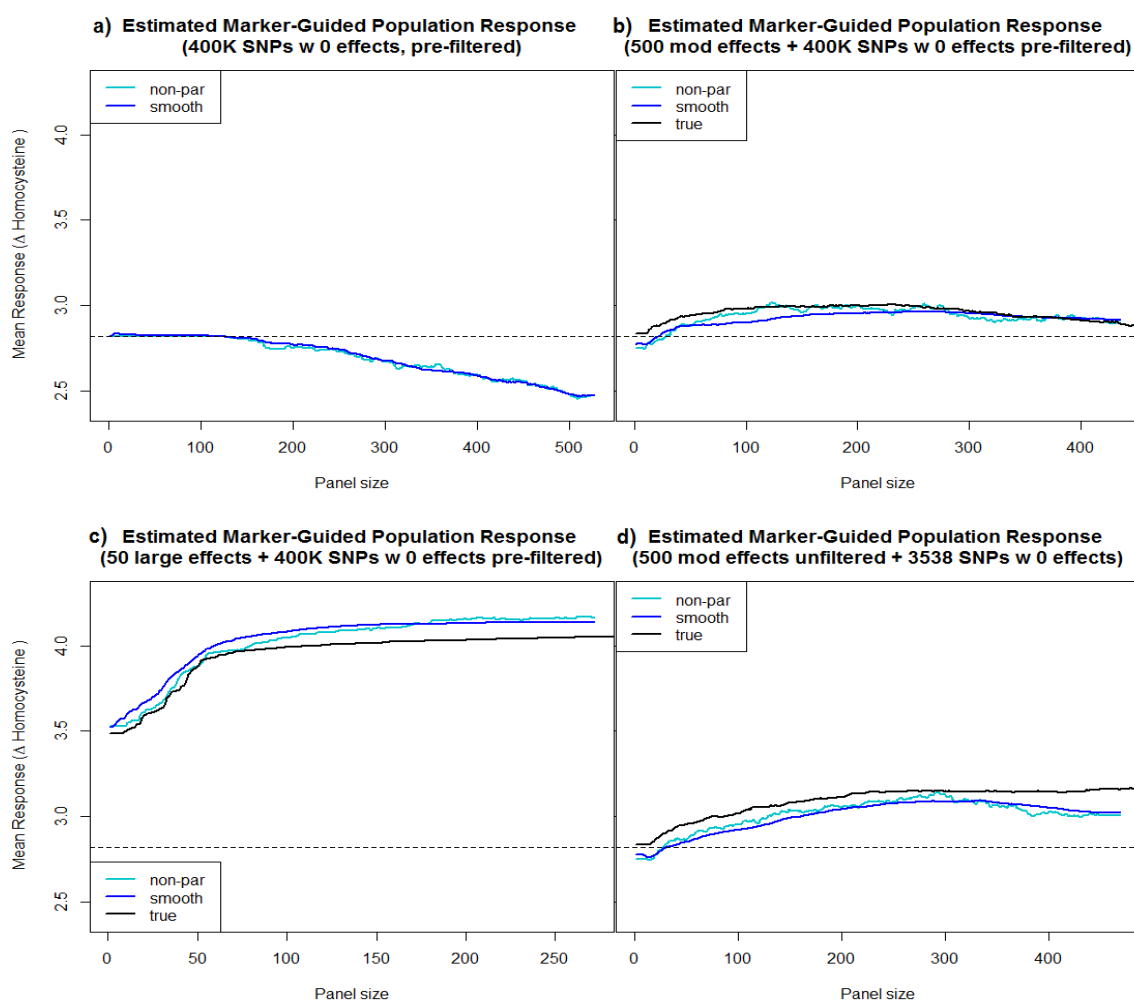 a) Estimated Marker-Guided Population Response
(400K SNPs w 0 effects, pre-filtered)
non-par
smooth
4.0
3.5
3.0
2.5
Mean Response ( Δ Homocysteine )
0 100 200 300 400 500
Panel size
b) Estimated Marker-Guided Population Response
(500 mod effects + 400K SNPs w 0 effects pre-filtered)
non-par
smooth
true
0 100 200 300 400
Panel size
c) Estimated Marker-Guided Population Response
(50 large effects + 400K SNPs w 0 effects pre-filtered)
4.0
3.5
3.0
2.5
Mean Response ( Δ Homocysteine )
non-par
smooth
true
0 50 100 150 200 250
Panel size
d) Estimated Marker-Guided Population Response
(500 mod effects unfiltered + 3538 SNPs w 0 effects)
non-par
smooth
true
0 100 200 300 400
Panel size